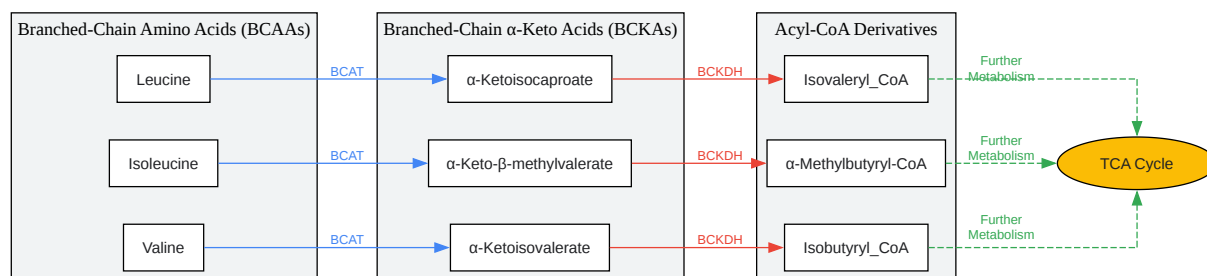 Branched-Chain Amino Acids (BCAAs)
Branched-Chain α-Keto Acids (BCKAs)
Acyl-CoA Derivatives
Leucine
BCAT
α-Ketoisocaproate
BCKDH
Isovaleryl_CoA
Further
Metabolism
Isoleucine
BCAT
α-Keto-β-methylvalerate
BCKDH
α-Methylbutyryl-CoA
Further
Metabolism
TCA Cycle
Valine
BCAT
α-Ketoisovalerate
BCKDH
Isobutyryl_CoA
Further
Metabolism